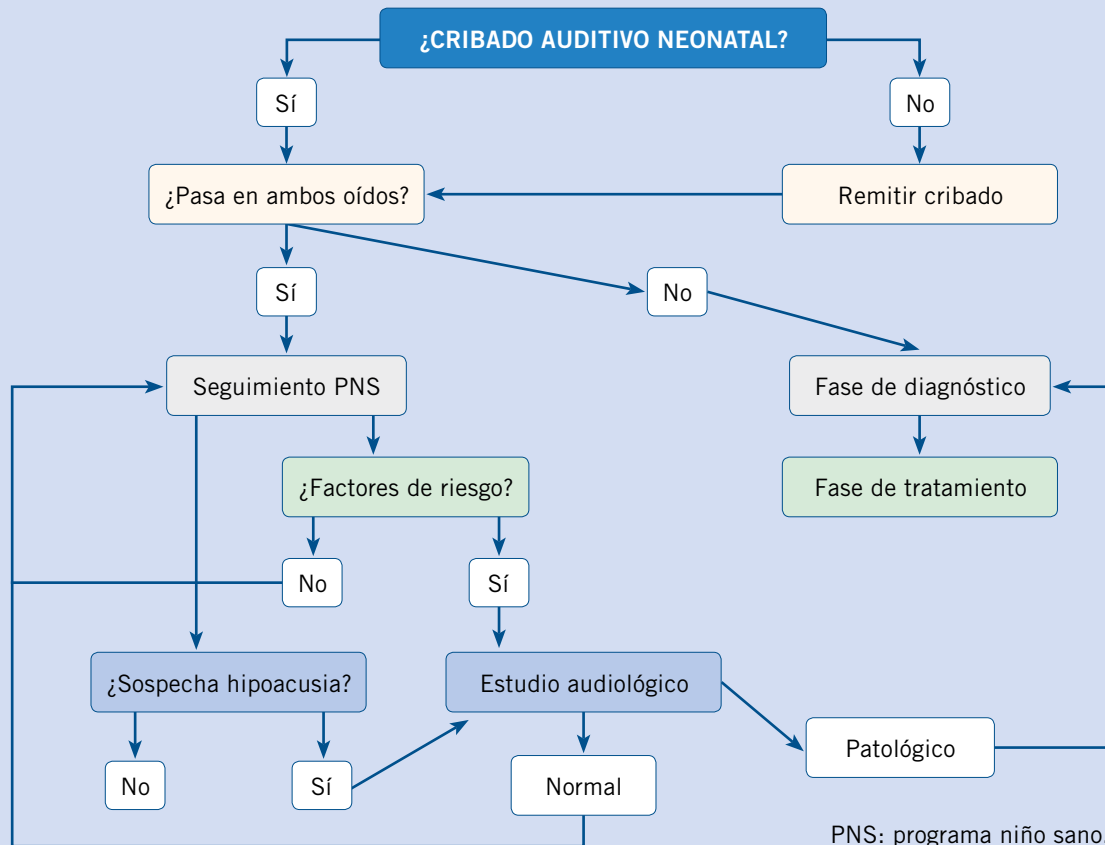 ¿CRIBADO AUDITIVO NEONATAL?
Sí
No
¿Pasa en ambos oídos?
Remitir cribado
Sí
No
Seguimiento PNS
Fase de diagnóstico
¿Factores de riesgo?
Fase de tratamiento
No
Sí
¿Sospecha hipoacusia?
Estudio audiológico
Patológico
No
Sí
Normal
PNS: programa niño sano.